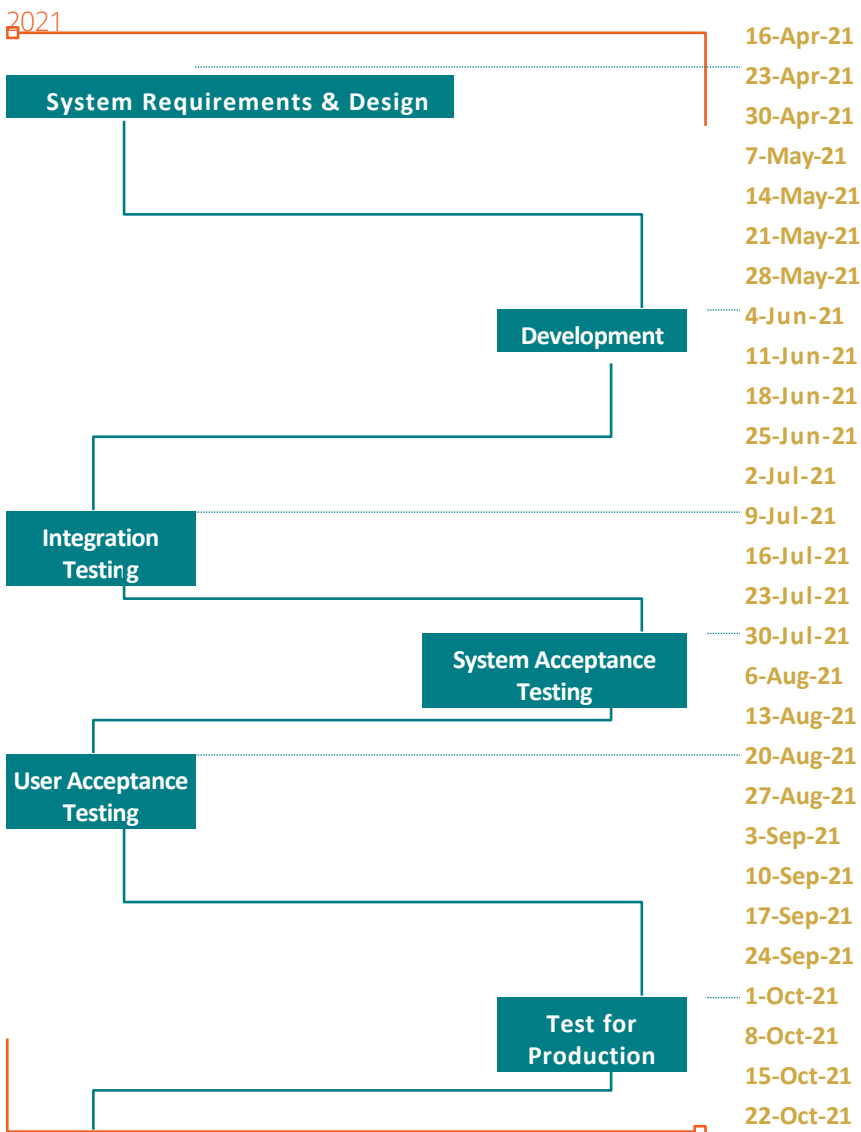 2021
16-Apr-21
23-Apr-21
System Requirements & Design
30-Apr-21
7-May-21
14-May-21
21-May-21
28-May-21
4-Jun-21
Development
11-Jun-21
18-Jun-21
25-Jun-21
2-Jul-21
9-Jul-21
Integration
Testing
16-Jul-21
23-Jul-21
30-Jul-21
System Acceptance
Testing
6-Aug-21
13-Aug-21
20-Aug-21
User Acceptance
Testing
27-Aug-21
3-Sep-21
10-Sep-21
17-Sep-21
24-Sep-21
1-Oct-21
Test for
Production
8-Oct-21
15-Oct-21
22-Oct-21